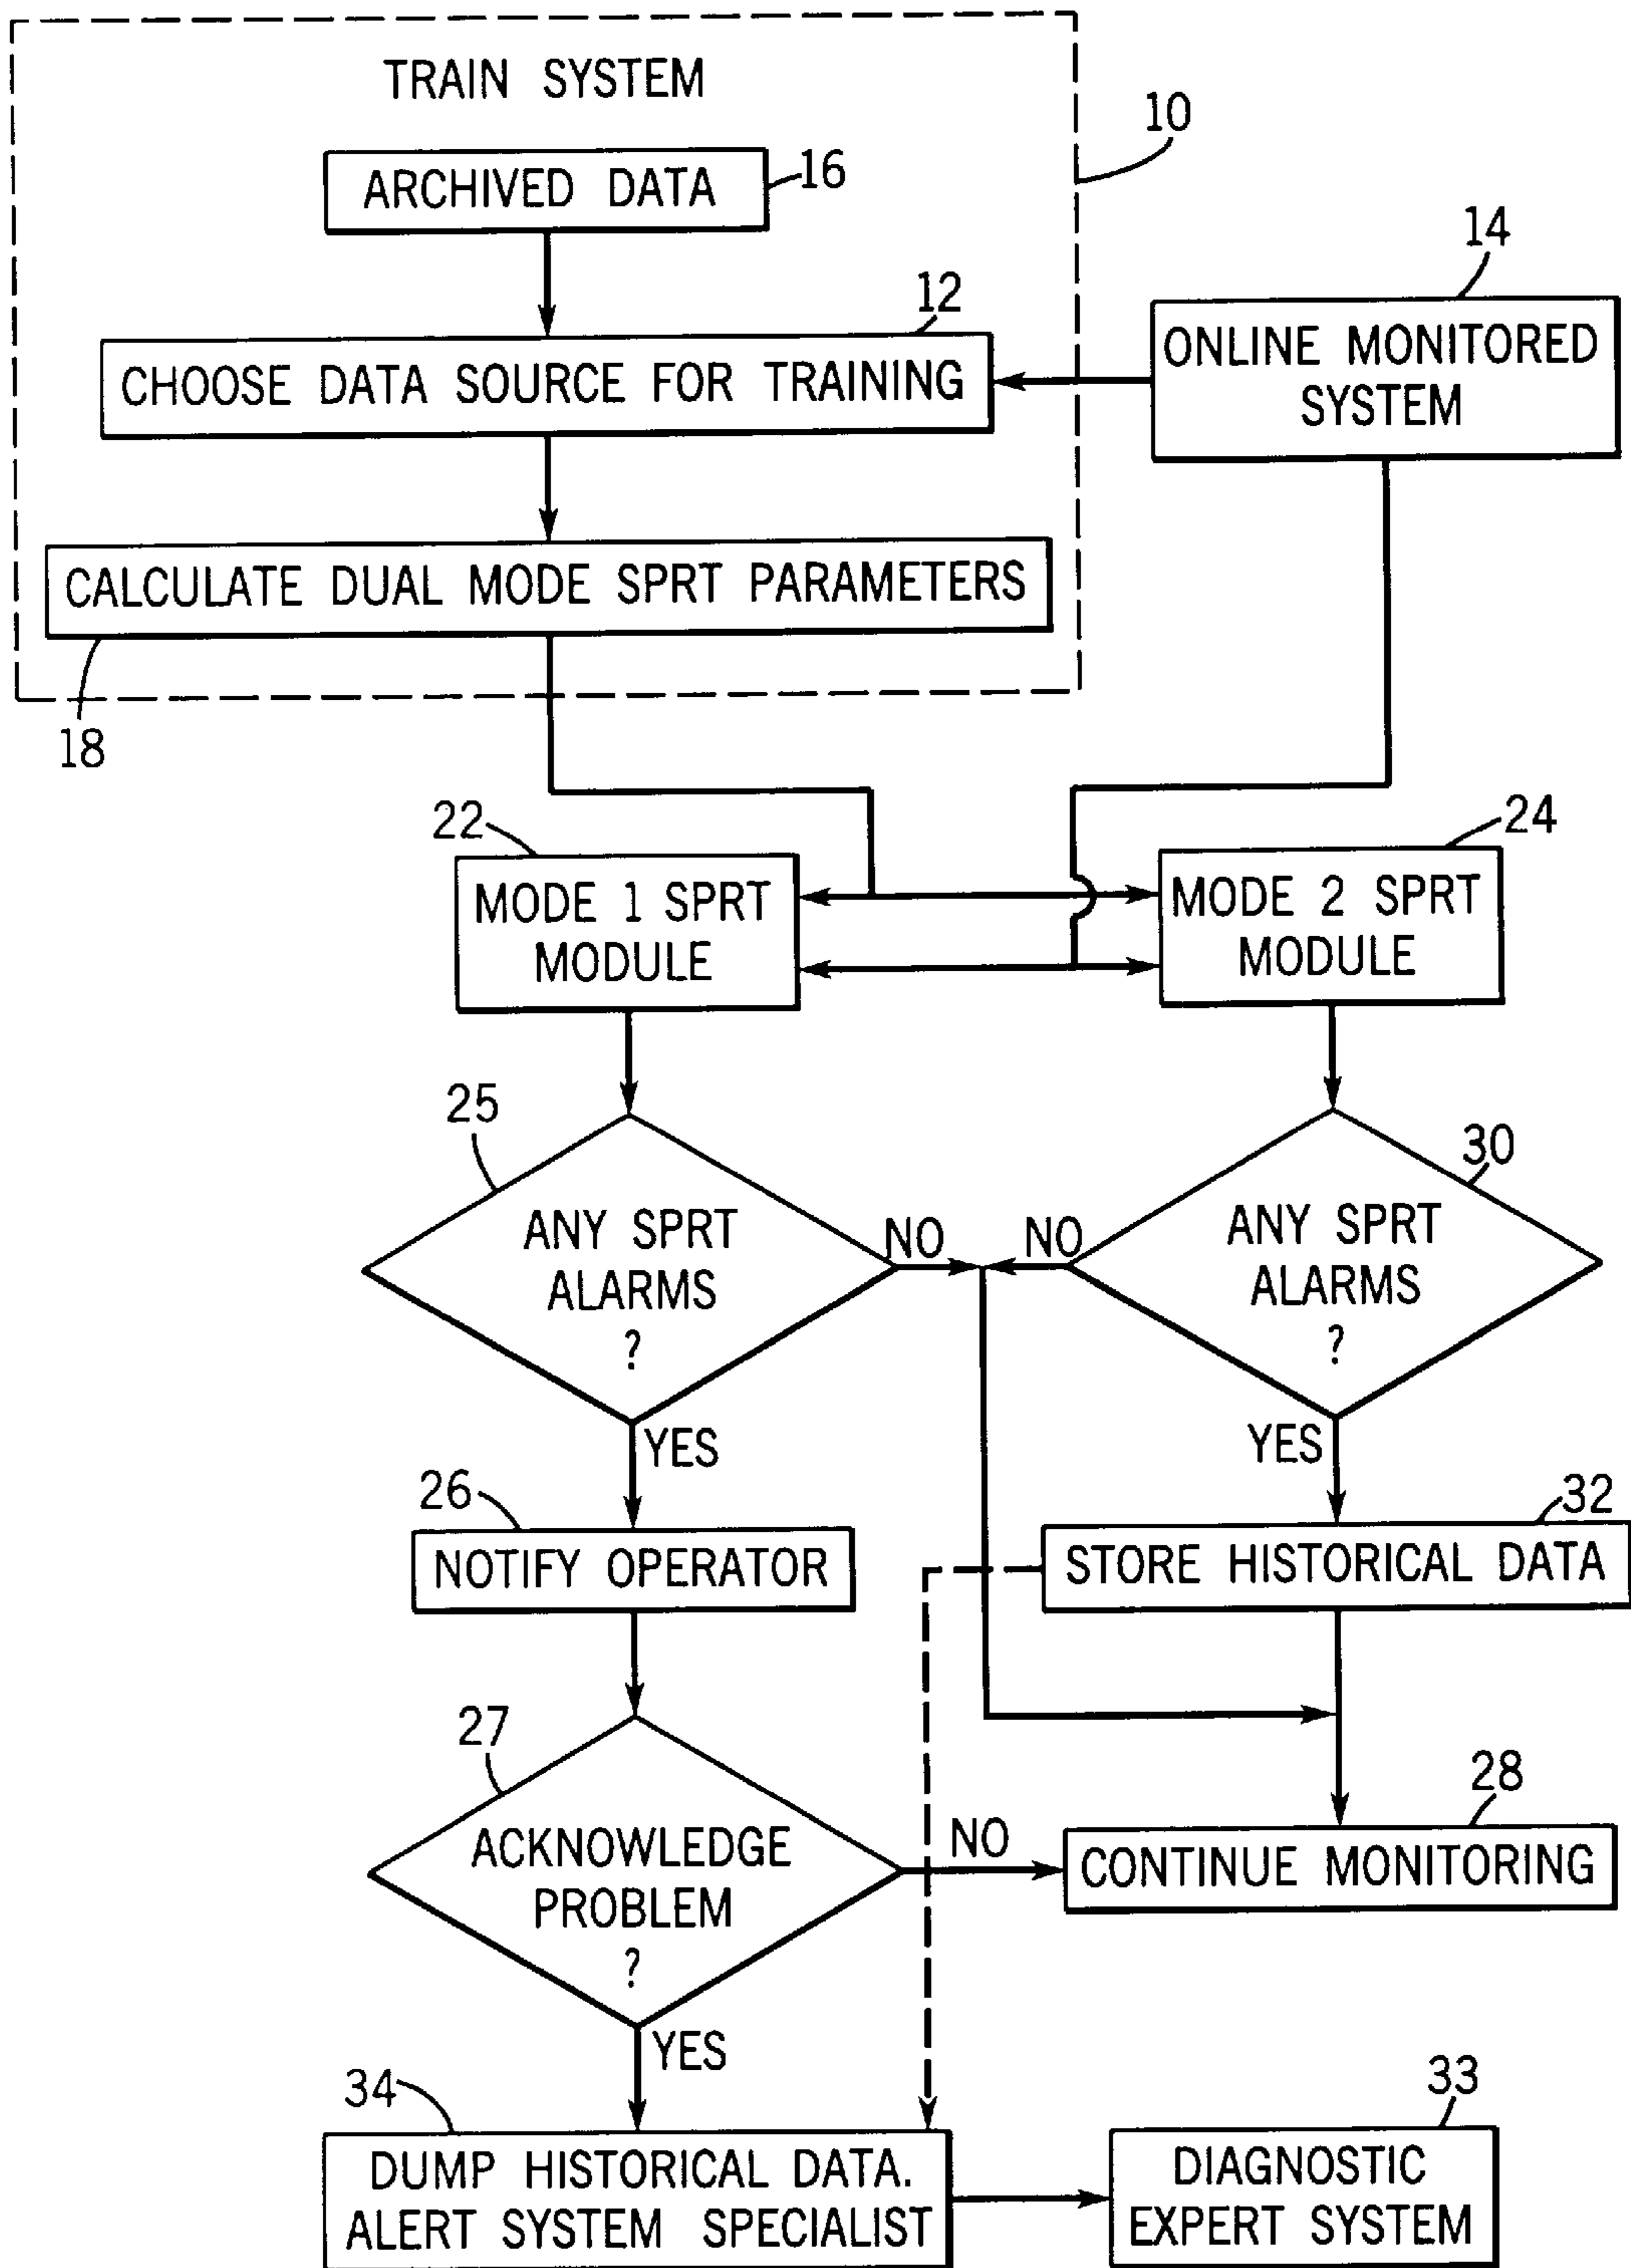 TRAIN SYSTEM
10
ARCHIVED DATA
16
14
12
CHOOSE DATA SOURCE FOR TRAINING
ONLINE MONITORED
SYSTEM
CALCULATE DUAL MODE SPRT PARAMETERS
18
22
24
MODE 1 SPRT
MODULE
MODE 2 SPRT
MODULE
25
30
ANY SPRT
ALARMS
?
NO
NO
ANY SPRT
ALARMS
?
YES
YES
26
32
NOTIFY OPERATOR
STORE HISTORICAL DATA
27
28
ACKNOWLEDGE
PROBLEM
?
NO
CONTINUE MONITORING
YES
34
33
DUMP HISTORICAL DATA.
ALERT SYSTEM SPECIALIST
DIAGNOSTIC
EXPERT SYSTEM